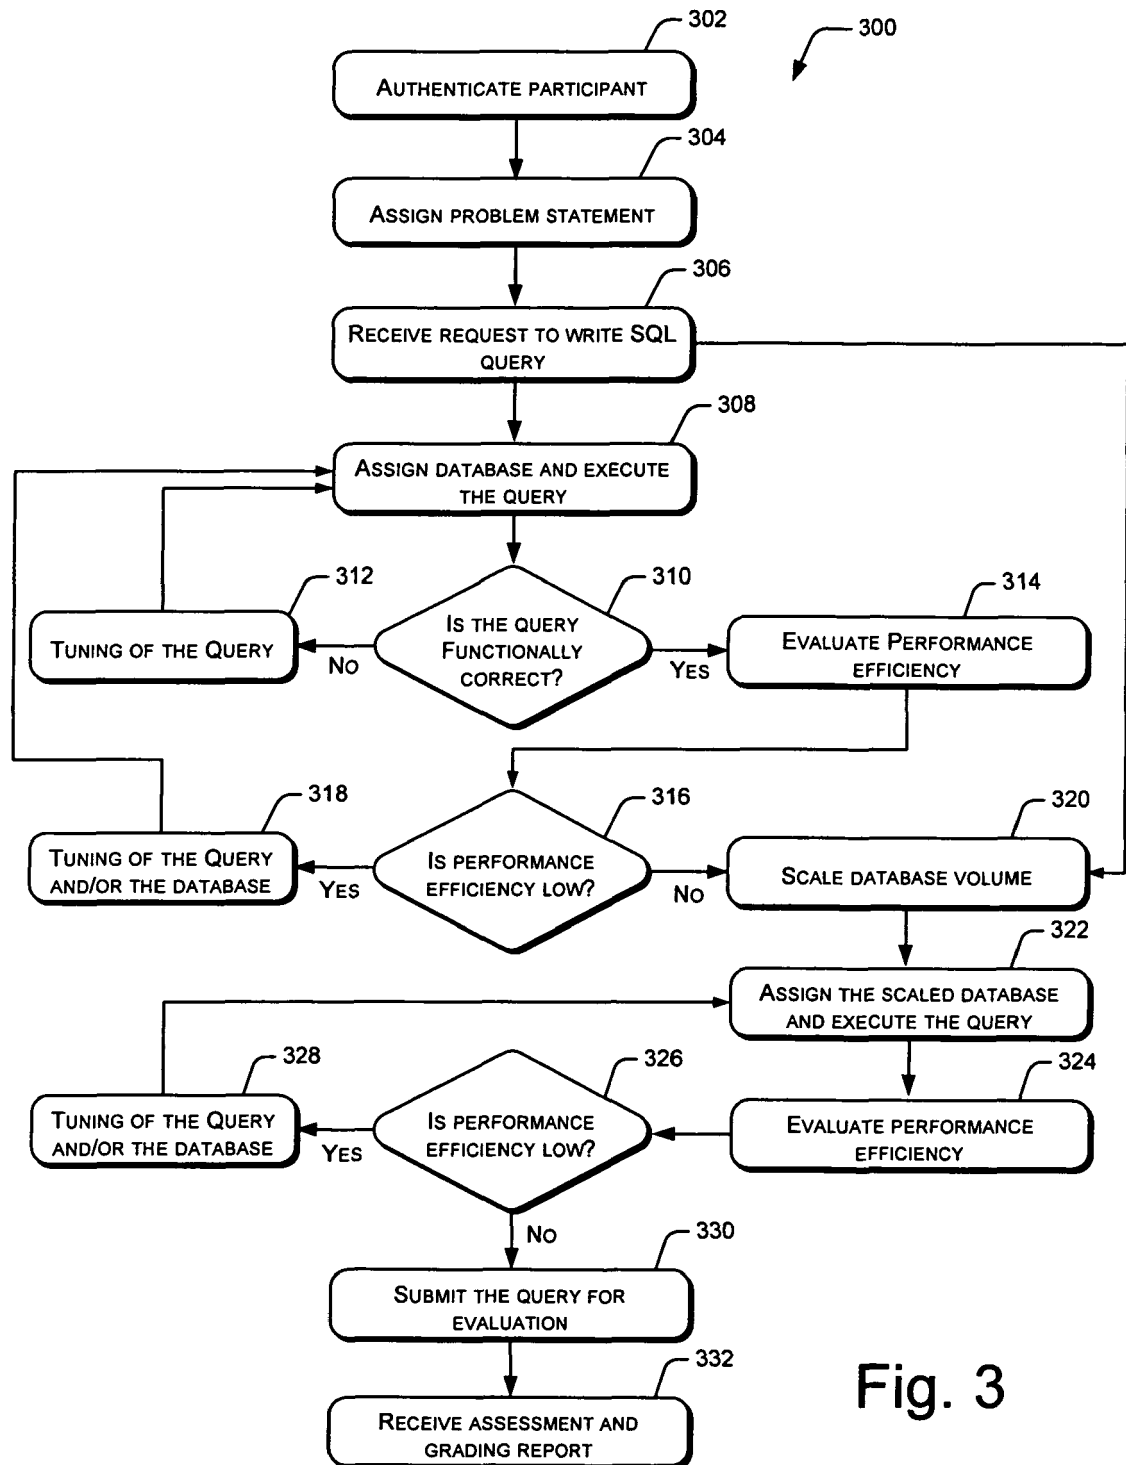 302
300
AUTHENTICATE PARTICIPANT
304
ASSIGN PROBLEM STATEMENT
306
RECEIVE REQUEST TO WRITE SQL
QUERY
308
ASSIGN DATABASE AND EXECUTE
THE QUERY
312
310
314
TUNING OF THE QUERY
NO
IS THE QUERY
FUNCTIONALLY
CORRECT?
YES
EVALUATE PERFORMANCE
EFFICIENCY
318
316
320
TUNING OF THE QUERY
AND/OR THE DATABASE
YES
IS PERFORMANCE
EFFICIENCY LOW?
NO
SCALE DATABASE VOLUME
322
ASSIGN THE SCALED DATABASE
AND EXECUTE THE QUERY
328
326
324
TUNING OF THE QUERY
AND/OR THE DATABASE
YES
IS PERFORMANCE
EFFICIENCY LOW?
EVALUATE PERFORMANCE
EFFICIENCY
NO
330
SUBMIT THE QUERY FOR
EVALUATION
332
RECEIVE ASSESSMENT AND
GRADING REPORT
Fig. 3